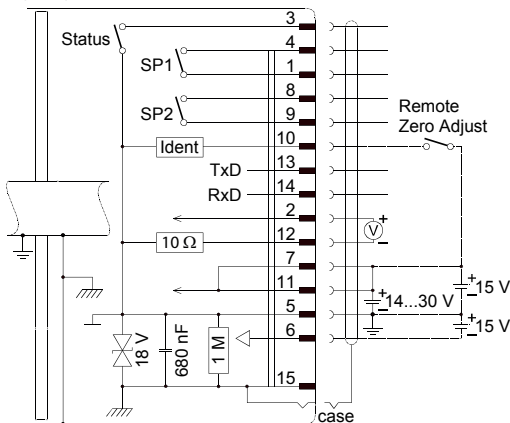 3
Status
4
SP1
1
8
SP2
9
Remote
Zero Adjust
Ident
10
TxD
13
RxD
14
2
+
V
–
10 Ω
12
7
+
15 V
–
11
+
14...30 V
–
5
+
15 V
–
6
18 V
680 nF
1 M
15
case